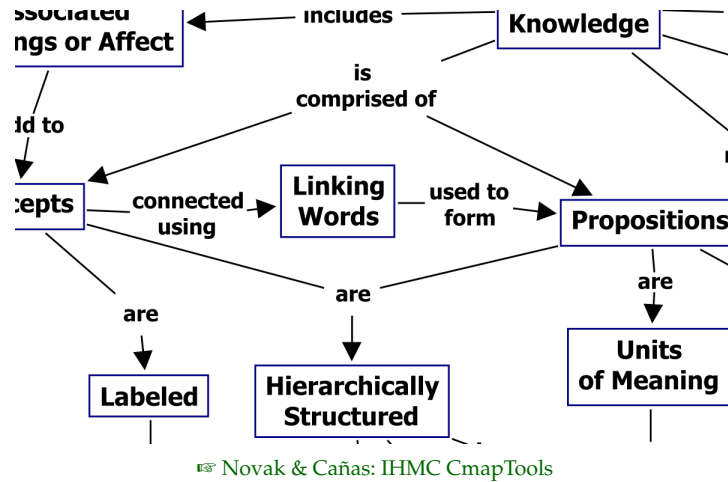 ssociated
includes
Knowledge
ngs or Affect
is
comprised of
dd to
cepts
connected
using
Linking
Words
used to
form
Propositions
are
are
are
Labeled
Hierarchically
Structured
Units
of Meaning
☞ Novak & Cañas: IHMC CmapTools